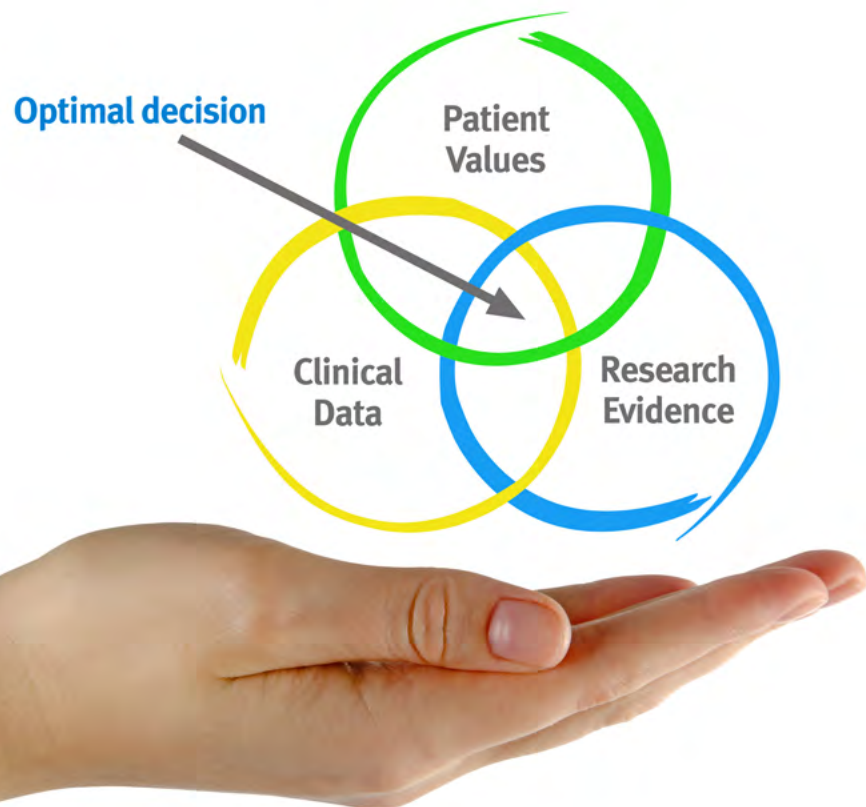 Optimal decision
Patient
Values
Clinical
Data
Research
Evidence